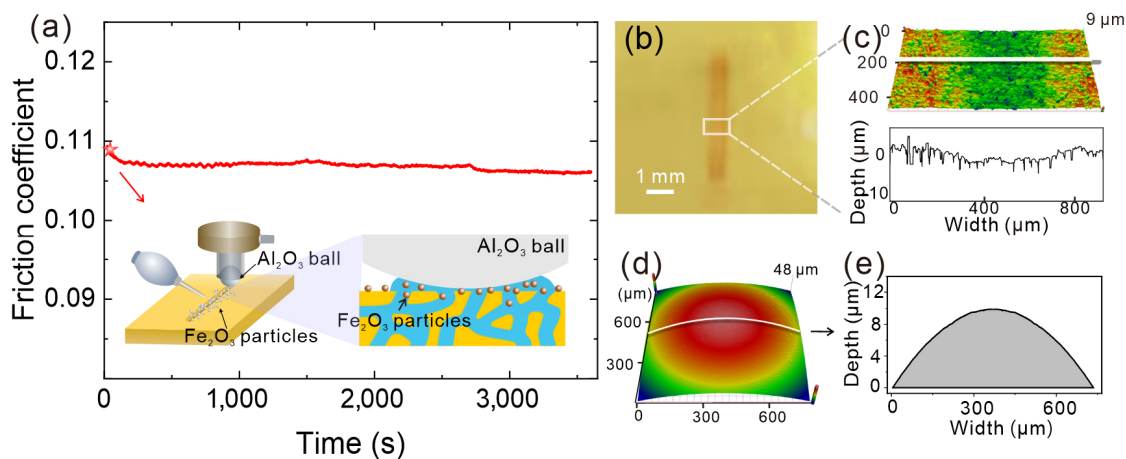 (a)
0.12
0.11
0.10
0.09
Friction coefficient
0
1,000
2,000
3,000
Time (s)
Al₂O₃ ball
Fe₂O₃ particles
Al₂O₃ ball
Fe₂O₃ particles
(b)
1 mm
(c)
9 µm
0
200
400
Depth (µm)
0
10
0
400
800
Width (µm)
(d)
48 µm
(µm)
600
300
0
300
600
(e)
Depth (µm)
12
8
4
0
0
300
600
Width (µm)